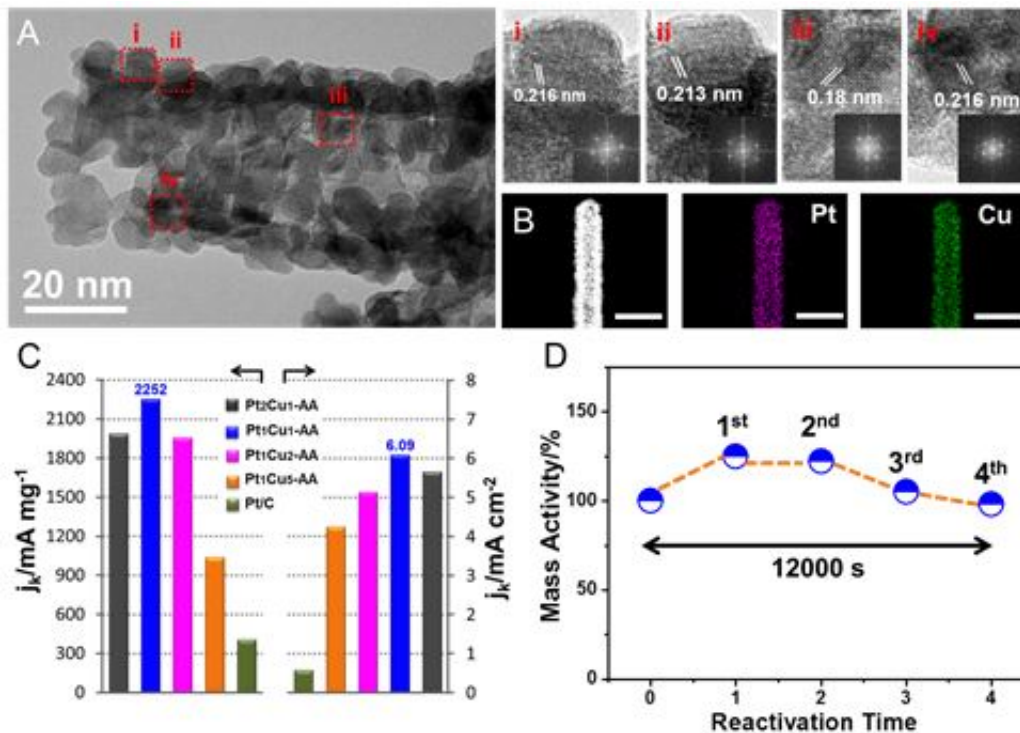 A
i
ii
iii
iv
20 nm
i
0.216 nm
ii
0.213 nm
iii
0.18 nm
iv
0.216 nm
B
Pt
Cu
C
2400
2100
1800
1500
1200
900
600
300
0
jk/mA mg-1
2252
Pt2Cu1-AA
Pt1Cu1-AA
Pt1Cu2-AA
Pt1Cu5-AA
Pt/C
6.09
8
7
6
5
4
3
2
1
0
jk/mA cm-2
D
Mass Activity/%
150
100
50
0
1st
2nd
3rd
4th
12000 s
0 1 2 3 4
Reactivation Time